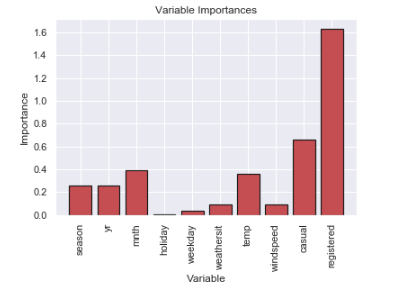 Variable Importances
1.6
1.4
1.2
1.0
0.8
0.6
0.4
0.2
0.0
Importance
season
yr
mnth
holiday
weekday
weathersit
temp
windspeed
casual
registered
Variable